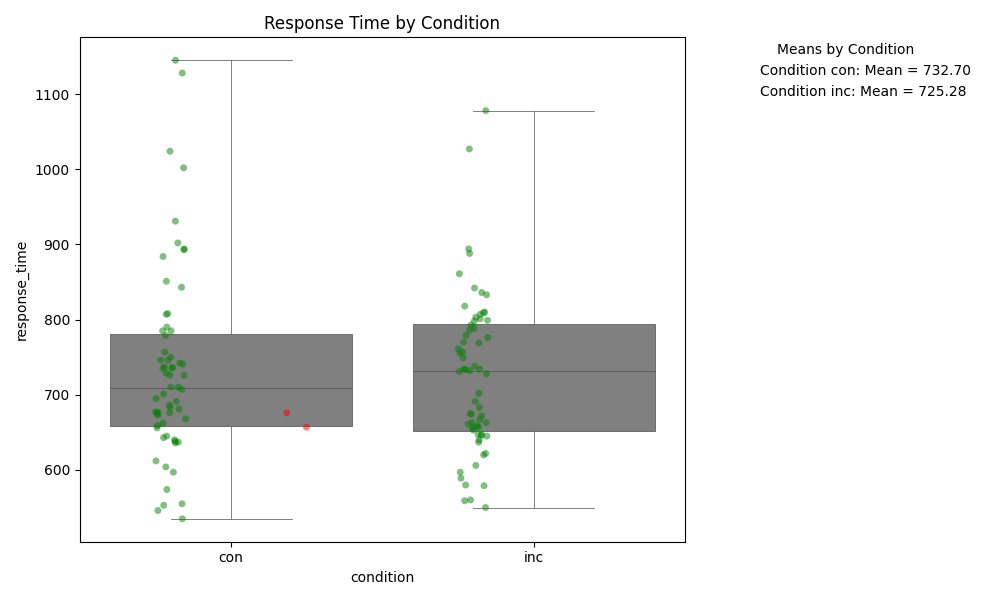 Response Time by Condition
Means by Condition
Condition con: Mean = 732.70
Condition inc: Mean = 725.28
response_time
1100
1000
900
800
700
600
con
inc
condition